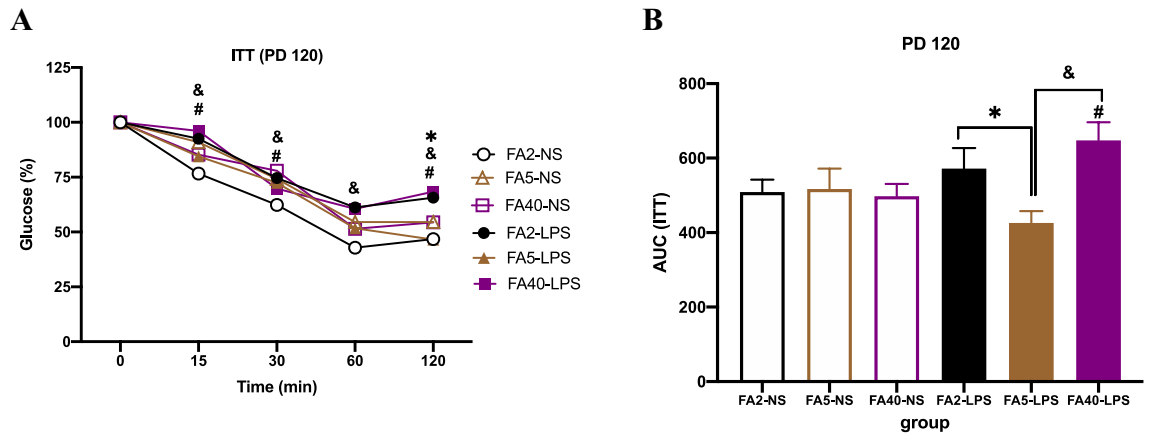 A
ITT (PD 120)
125
100
75
50
25
0
Glucose (%)
&
#
&
#
&
*
&
#
0 15 30 60 120
Time (min)
FA2-NS
FA5-NS
FA40-NS
FA2-LPS
FA5-LPS
FA40-LPS
B
PD 120
800
600
400
200
0
AUC (ITT)
*
&
#
FA2-NS FA5-NS FA40-NS FA2-LPS FA5-LPS FA40-LPS
group